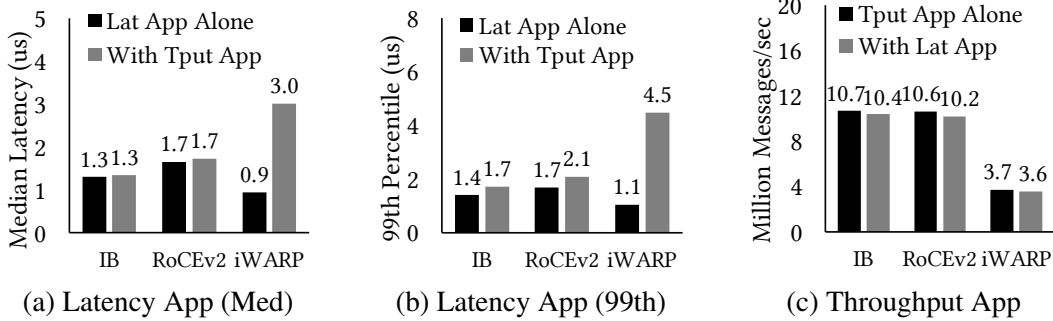 Median Latency (us)
5
4
3
2
1
0
Lat App Alone
With Tput App
1.3 1.3
1.7 1.7
0.9
3.0
IB RoCEv2 iWARP
(a) Latency App (Med)
99th Percentile (us)
8
6
4
2
0
Lat App Alone
With Tput App
1.4 1.7
1.7 2.1
1.1
4.5
IB RoCEv2 iWARP
(b) Latency App (99th)
Million Messages/sec
20
16
12
8
4
0
Tput App Alone
With Lat App
10.7 10.4
10.6 10.2
3.7 3.6
IB RoCEv2 iWARP
(c) Throughput App